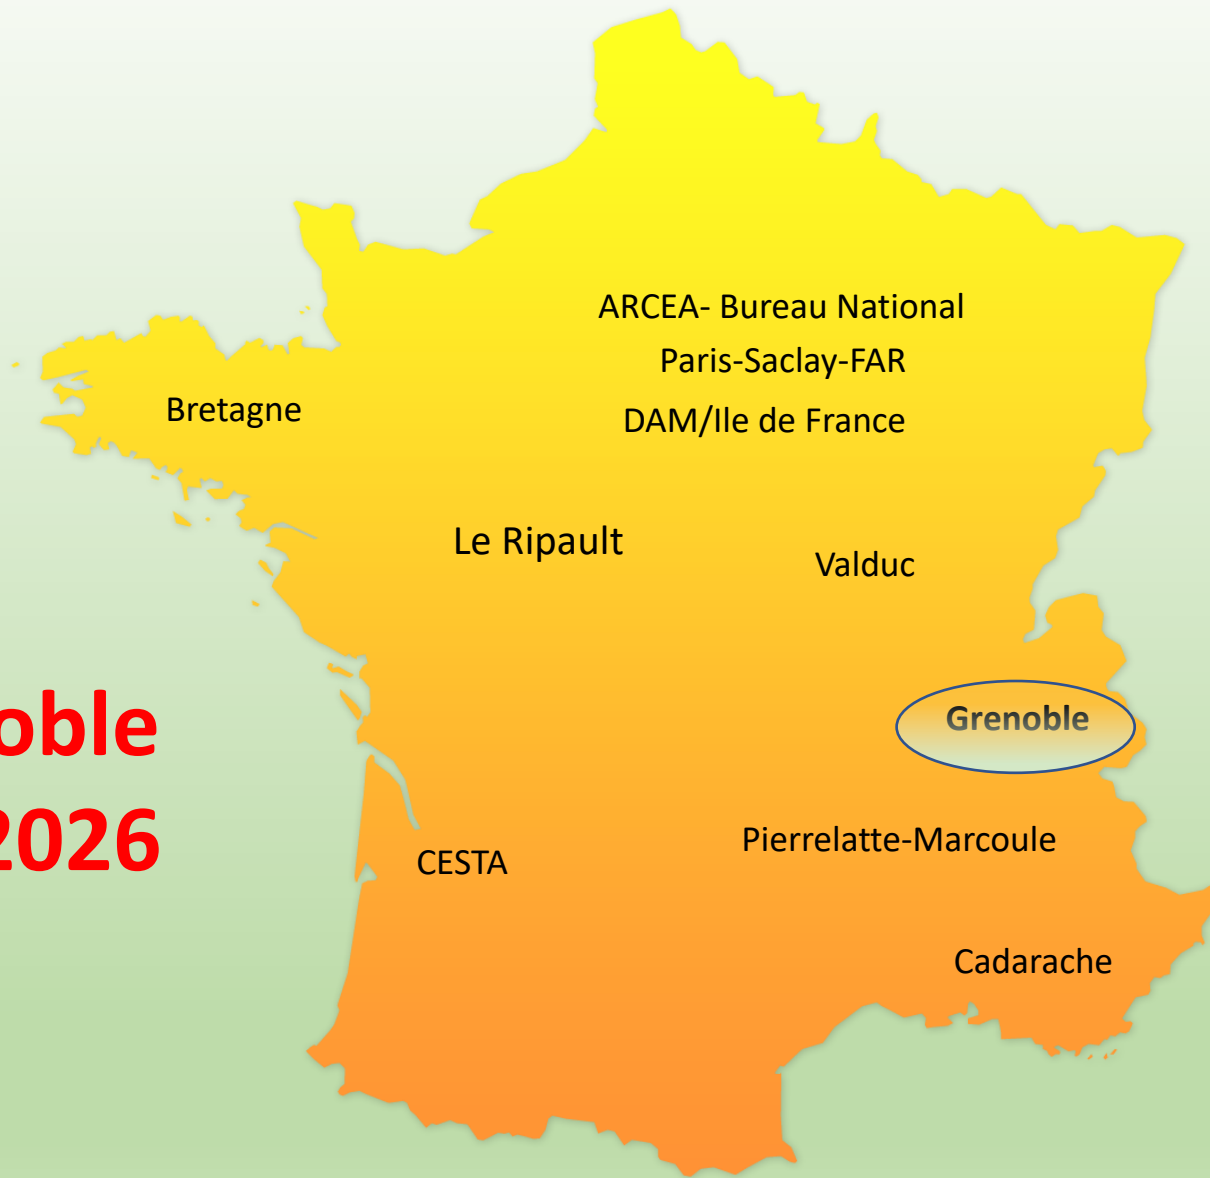 ARCEA- Bureau National
Paris-Saclay-FAR
Bretagne
DAM/Ile de France
Le Ripault
Valduc
oble
2026
Grenoble
Pierrelatte-Marcoule
CESTA
Cadarache